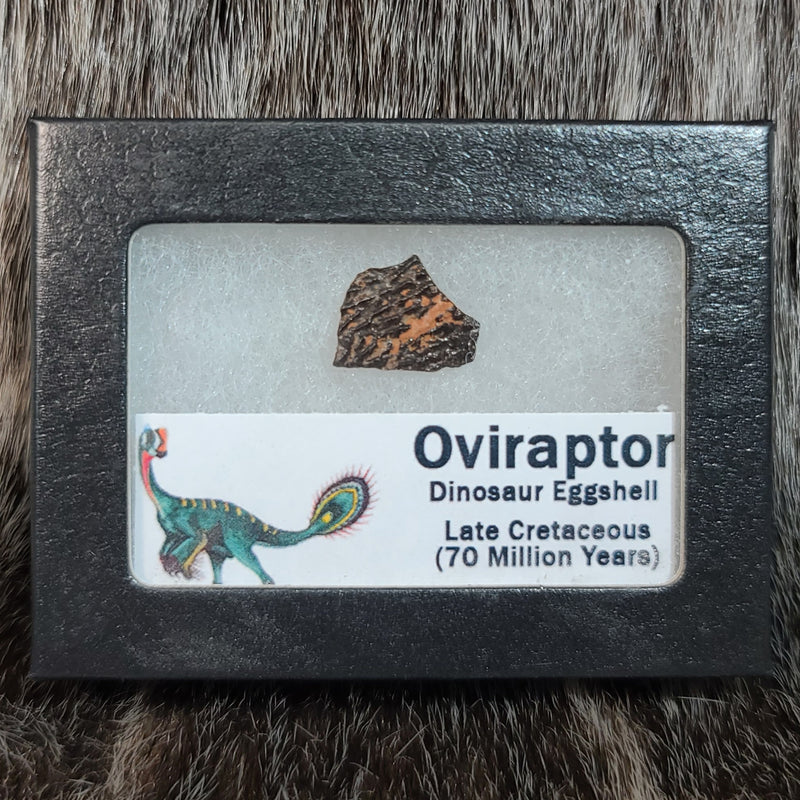 Oviraptor
Dinosaur Eggshell
Late Cretaceous
(70 Million Years)